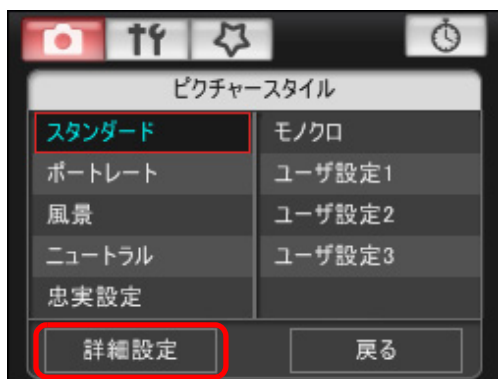 ピクチャースタイル
スタンダード
ポートレート
風景
ニュートラル
忠実設定
モノクロ
ユーザ設定1
ユーザ設定2
ユーザ設定3
詳細設定
戻る